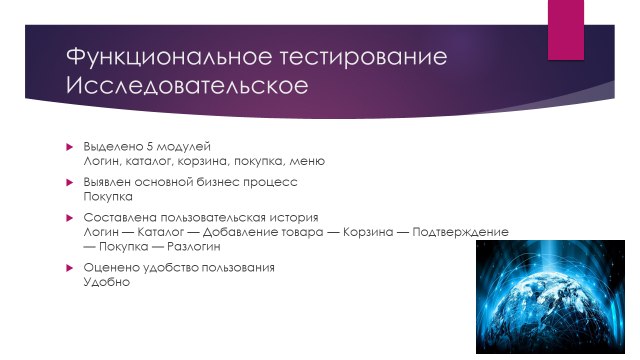 Функциональное тестирование
Исследовательское
Выделено 5 модулей
Логин, каталог, корзина, покупка, меню
Выявлен основной бизнес процесс
Покупка
Составлена пользовательская история
Логин — Каталог — Добавление товара — Корзина — Подтверждение
— Покупка — Разлогин
Оценено удобство пользования
Удобно